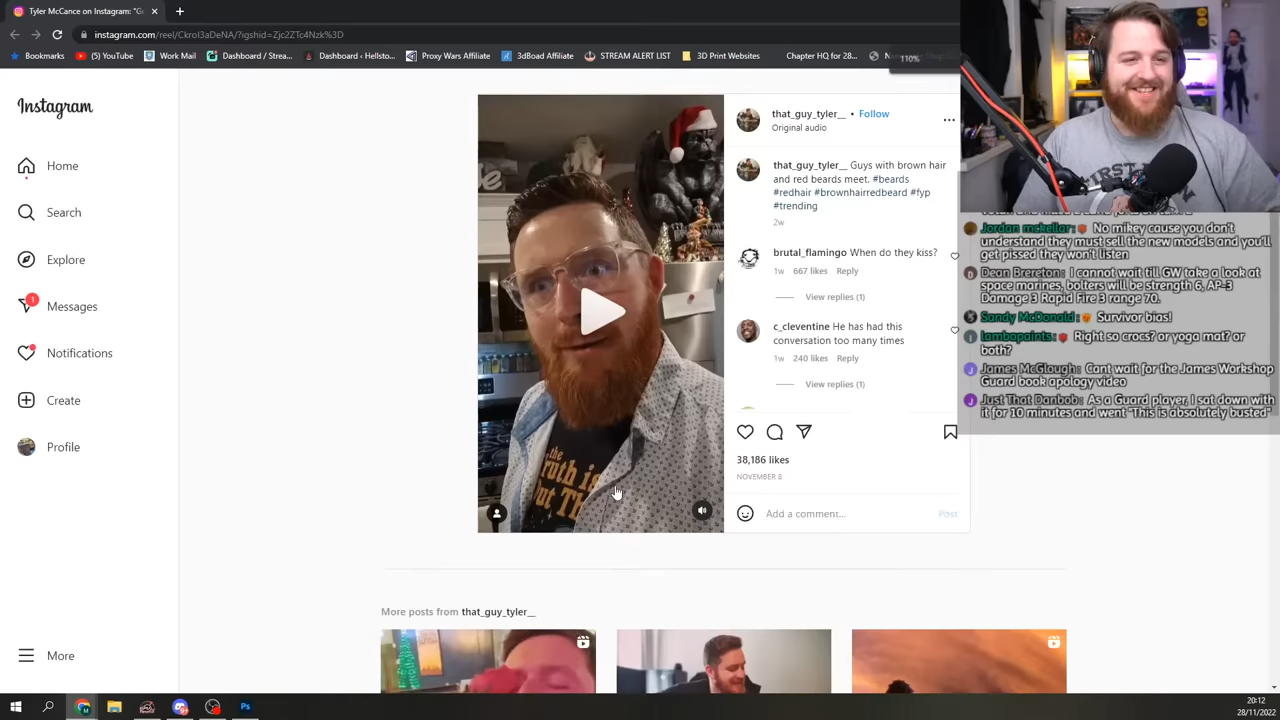 Tyler McCance on Instagram: "G
instagram.com/reel/CkroI3aDeNA/?igshid=Zjc2ZTc4Nzk%3D
Bookmarks
(5) YouTube
Work Mail
Dashboard / Strea...
Dashboard ‹ Hellsto...
Proxy Wars Affiliate
3dBoad Affiliate
STREAM ALERT LIST
3D Print Websites
Chapter HQ for 28...
110%
Instagram
Home
Search
Explore
1
Messages
Notifications
Create
Profile
More
the
truth is
out Th
that_guy_tyler__ • Follow
Original audio
•••
that_guy_tyler__ Guys with brown hair
and red beards meet. #beards
#redhair #brownhairredbeard #fyp
#trending
2w
brutal_flamingo When do they kiss?
1w 667 likes Reply
View replies (1)
c_cleventine He has had this
conversation too many times
1w 240 likes Reply
View replies (1)
38,186 likes
NOVEMBER 8
Add a comment...
Post
More posts from that_guy_tyler__
FIRST
Jordan mckellar: No mikey cause you don't
understand they must sell the new models and you'll
get pissed they won't listen
Dean Brereton: I cannot wait till GW take a look at
space marines, bolters will be strength 6, AP-3
Damage 3 Rapid Fire 3 range 70.
Sandy McDonald: Survivor bias!
lambopaints: Right so crocs? or yoga mat? or
both?
James McGlough: Cant wait for the James Workshop
Guard book apology video
Just That Danbob: As a Guard player, I sat down with
it for 10 minutes and went "This is absolutely busted"
20:12
28/11/2022